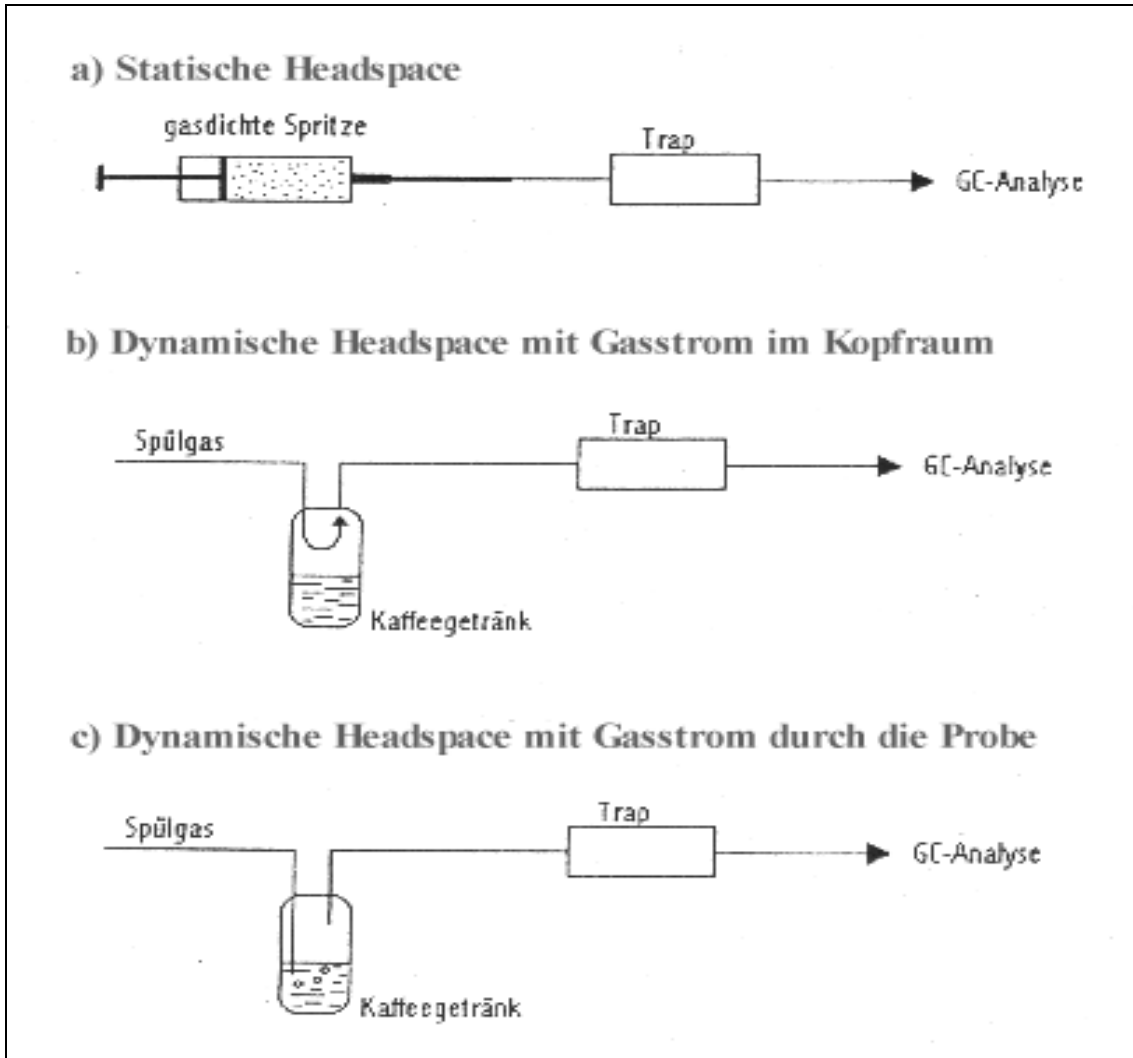 a) Statische Headspace
gasdichte Spritze
Trap
GC-Analyse
b) Dynamische Headspace mit Gasstrom im Kopfraum
Spülgas
Trap
GC-Analyse
Kaffeegetränk
c) Dynamische Headspace mit Gasstrom durch die Probe
Spülgas
Trap
GC-Analyse
Kaffeegetränk